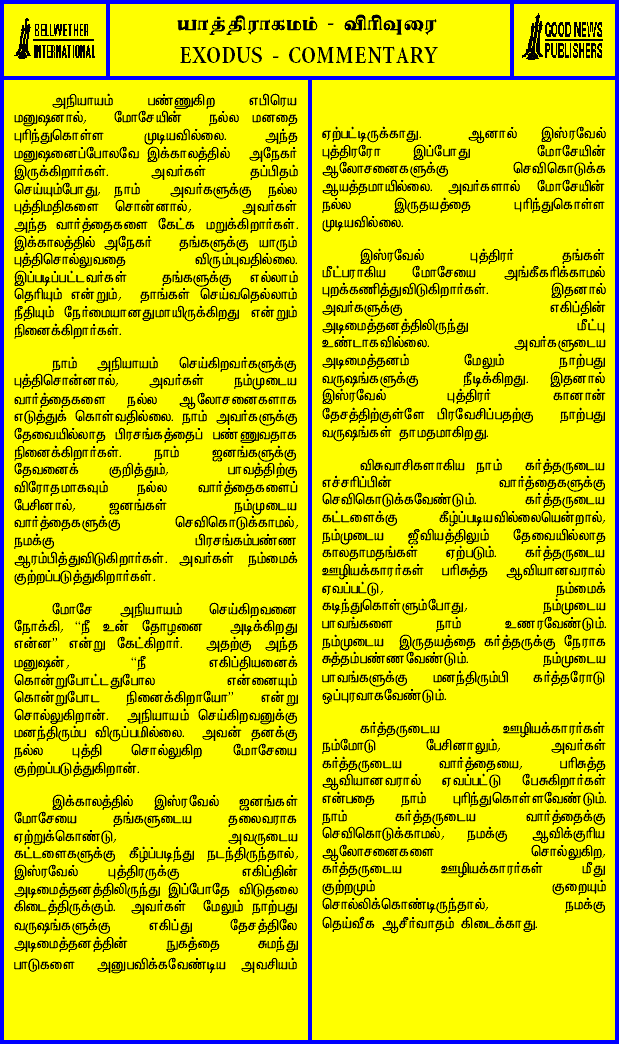 BELLWETHER
INTERNATIONAL
யாத்திராகமம் - விரிவுரை
EXODUS - COMMENTARY
GOOD NEWS
PUBLISHERS
அநியாயம் பண்ணுகிற எபிரெய
மனுஷனால், மோசேயின் நல்ல மனதை
புரிந்துகொள்ள முடியவில்லை. அந்த
மனுஷனைப்போலவே இக்காலத்தில் அநேகர்
இருக்கிறார்கள். அவர்கள் தப்பிதம்
செய்யும்போது, நாம் அவர்களுக்கு நல்ல
புத்திமதிகளை சொன்னால், அவர்கள்
அந்த வார்த்தைகளை கேட்க மறுக்கிறார்கள்.
இக்காலத்தில் அநேகர் தங்களுக்கு யாரும்
புத்திசொல்லுவதை விரும்புவதில்லை.
இப்படிப்பட்டவர்கள் தங்களுக்கு எல்லாம்
தெரியும் என்றும், தாங்கள் செய்வதெல்லாம்
நீதியும் நேர்மையானதுமாயிருக்கிறது என்றும்
நினைக்கிறார்கள்.
நாம் அநியாயம் செய்கிறவர்களுக்கு
புத்திசொன்னால், அவர்கள் நம்முடைய
வார்த்தைகளை நல்ல ஆலோசனைகளாக
எடுத்துக் கொள்வதில்லை. நாம் அவர்களுக்கு
தேவையில்லாத பிரசங்கத்தைப் பண்ணுவதாக
நினைக்கிறார்கள். நாம் ஜனங்களுக்கு
தேவனைக் குறித்தும், பாவத்திற்கு
விரோதமாகவும் நல்ல வார்த்தைகளைப்
பேசினால், ஜனங்கள் நம்முடைய
வார்த்தைகளுக்கு செவிகொடுக்காமல்,
நமக்கு பிரசங்கம்பண்ண
ஆரம்பித்துவிடுகிறார்கள். அவர்கள் நம்மைக்
குற்றப்படுத்துகிறார்கள்.
மோசே அநியாயம் செய்கிறவனை
நோக்கி, “நீ உன் தோழனை அடிக்கிறது
என்ன” என்று கேட்கிறார். அதற்கு அந்த
மனுஷன், “நீ எகிப்தியனைக்
கொன்றுபோட்டதுபோல என்னையும்
கொன்றுபோட நினைக்கிறாயோ” என்று
சொல்லுகிறான். அநியாயம் செய்கிறவனுக்கு
மனந்திரும்ப விருப்பமில்லை. அவன் தனக்கு
நல்ல புத்தி சொல்லுகிற மோசேயை
குற்றப்படுத்துகிறான்.
இக்காலத்தில் இஸ்ரவேல் ஜனங்கள்
மோசேயை தங்களுடைய தலைவராக
ஏற்றுக்கொண்டு, அவருடைய
கட்டளைகளுக்கு கீழ்ப்படிந்து நடந்திருந்தால்,
இஸ்ரவேல் புத்திரருக்கு எகிப்தின்
அடிமைத்தனத்திலிருந்து இப்போதே விடுதலை
கிடைத்திருக்கும். அவர்கள் மேலும் நாற்பது
வருஷங்களுக்கு எகிப்து தேசத்திலே
அடிமைத்தனத்தின் நுகத்தை சுமந்து
பாடுகளை அனுபவிக்கவேண்டிய அவசியம்
ஏற்பட்டிருக்காது. ஆனால் இஸ்ரவேல்
புத்திரரோ இப்போது மோசேயின்
ஆலோசனைகளுக்கு செவிகொடுக்க
ஆயத்தமாயில்லை. அவர்களால் மோசேயின்
நல்ல இருதயத்தை புரிந்துகொள்ள
முடியவில்லை.
இஸ்ரவேல் புத்திரர் தங்கள்
மீட்பராகிய மோசேயை அங்கீகரிக்காமல்
புறக்கணித்துவிடுகிறார்கள். இதனால்
அவர்களுக்கு எகிப்தின்
அடிமைத்தனத்திலிருந்து மீட்பு
உண்டாகவில்லை. அவர்களுடைய
அடிமைத்தனம் மேலும் நாற்பது
வருஷங்களுக்கு நீடிக்கிறது. இதனால்
இஸ்ரவேல் புத்திரர் கானான்
தேசத்திற்குள்ளே பிரவேசிப்பதற்கு நாற்பது
வருஷங்கள் தாமதமாகிறது.
விசுவாசிகளாகிய நாம் கர்த்தருடைய
எச்சரிப்பின் வார்த்தைகளுக்கு
செவிகொடுக்கவேண்டும். கர்த்தருடைய
கட்டளைக்கு கீழ்ப்படியவில்லையென்றால்,
நம்முடைய ஜீவியத்திலும் தேவையில்லாத
காலதாமதங்கள் ஏற்படும். கர்த்தருடைய
ஊழியக்காரர்கள் பரிசுத்த ஆவியானவரால்
ஏவப்பட்டு, நம்மைக்
கடிந்துகொள்ளும்போது, நம்முடைய
பாவங்களை நாம் உணரவேண்டும்.
நம்முடைய இருதயத்தை கர்த்தருக்கு நேராக
சுத்தம்பண்ணவேண்டும். நம்முடைய
பாவங்களுக்கு மனந்திரும்பி கர்த்தரோடு
ஒப்புரவாகவேண்டும்.
கர்த்தருடைய ஊழியக்காரர்கள்
நம்மோடு பேசினாலும், அவர்கள்
கர்த்தருடைய வார்த்தையை, பரிசுத்த
ஆவியானவரால் ஏவப்பட்டு பேசுகிறார்கள்
என்பதை நாம் புரிந்துகொள்ளவேண்டும்.
நாம் கர்த்தருடைய வார்த்தைக்கு
செவிகொடுக்காமல், நமக்கு ஆவிக்குரிய
ஆலோசனைகளை சொல்லுகிற,
கர்த்தருடைய ஊழியக்காரர்கள் மீது
குற்றமும் குறையும்
சொல்லிக்கொண்டிருந்தால், நமக்கு
தெய்வீக ஆசீர்வாதம் கிடைக்காது.